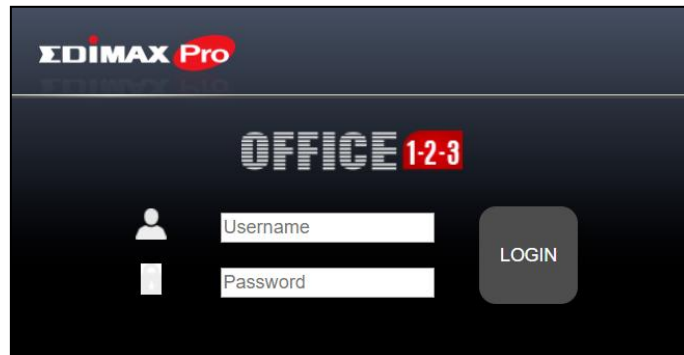 EDIMAX Pro
OFFICE 1-2-3
Username
LOGIN
Password